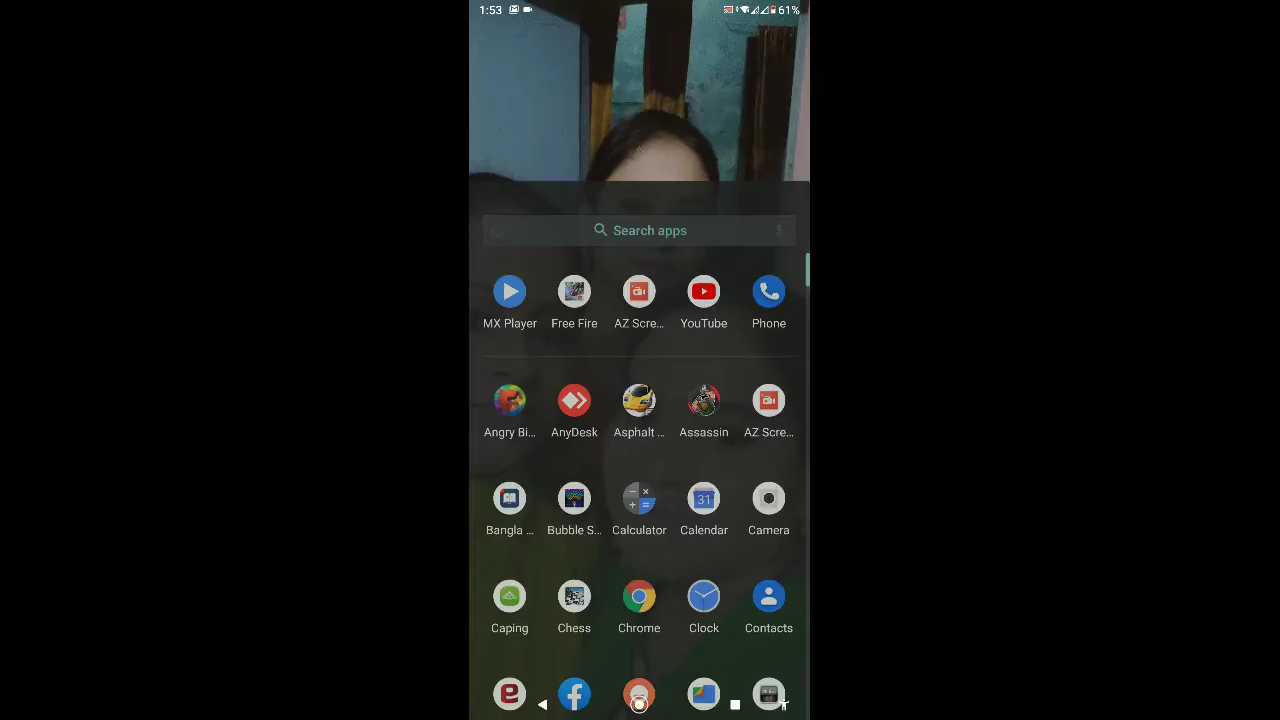 1:53 61%
Search apps
MX Player Free Fire AZ Scre... YouTube Phone
Angry Bi... AnyDesk Asphalt ... Assassin AZ Scre...
31
Bangla ... Bubble S... Calculator Calendar Camera
Caping Chess Chrome Clock Contacts